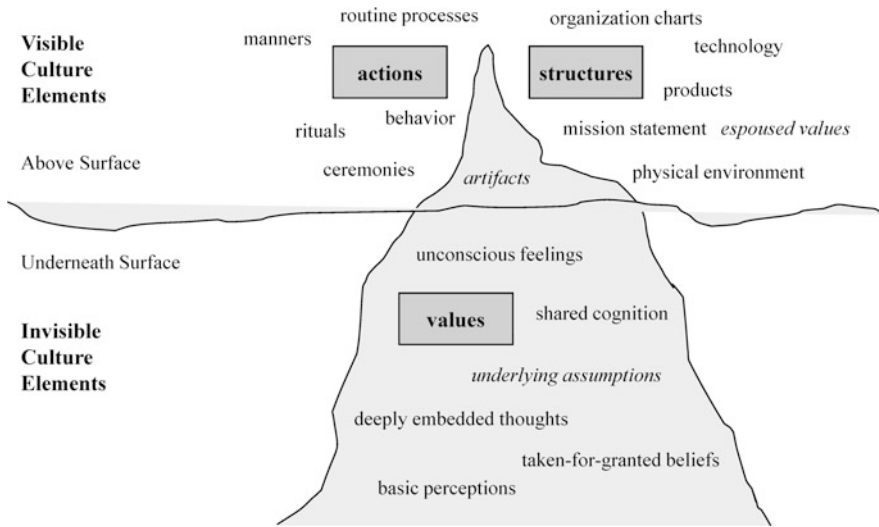 routine processes
organization charts
Visible
Culture
Elements
manners
technology
actions
structures
products
behavior
rituals
mission statement
espoused values
Above Surface
ceremonies
artifacts
physical environment
Underneath Surface
unconscious feelings
Invisible
Culture
Elements
values
shared cognition
underlying assumptions
deeply embedded thoughts
taken-for-granted beliefs
basic perceptions